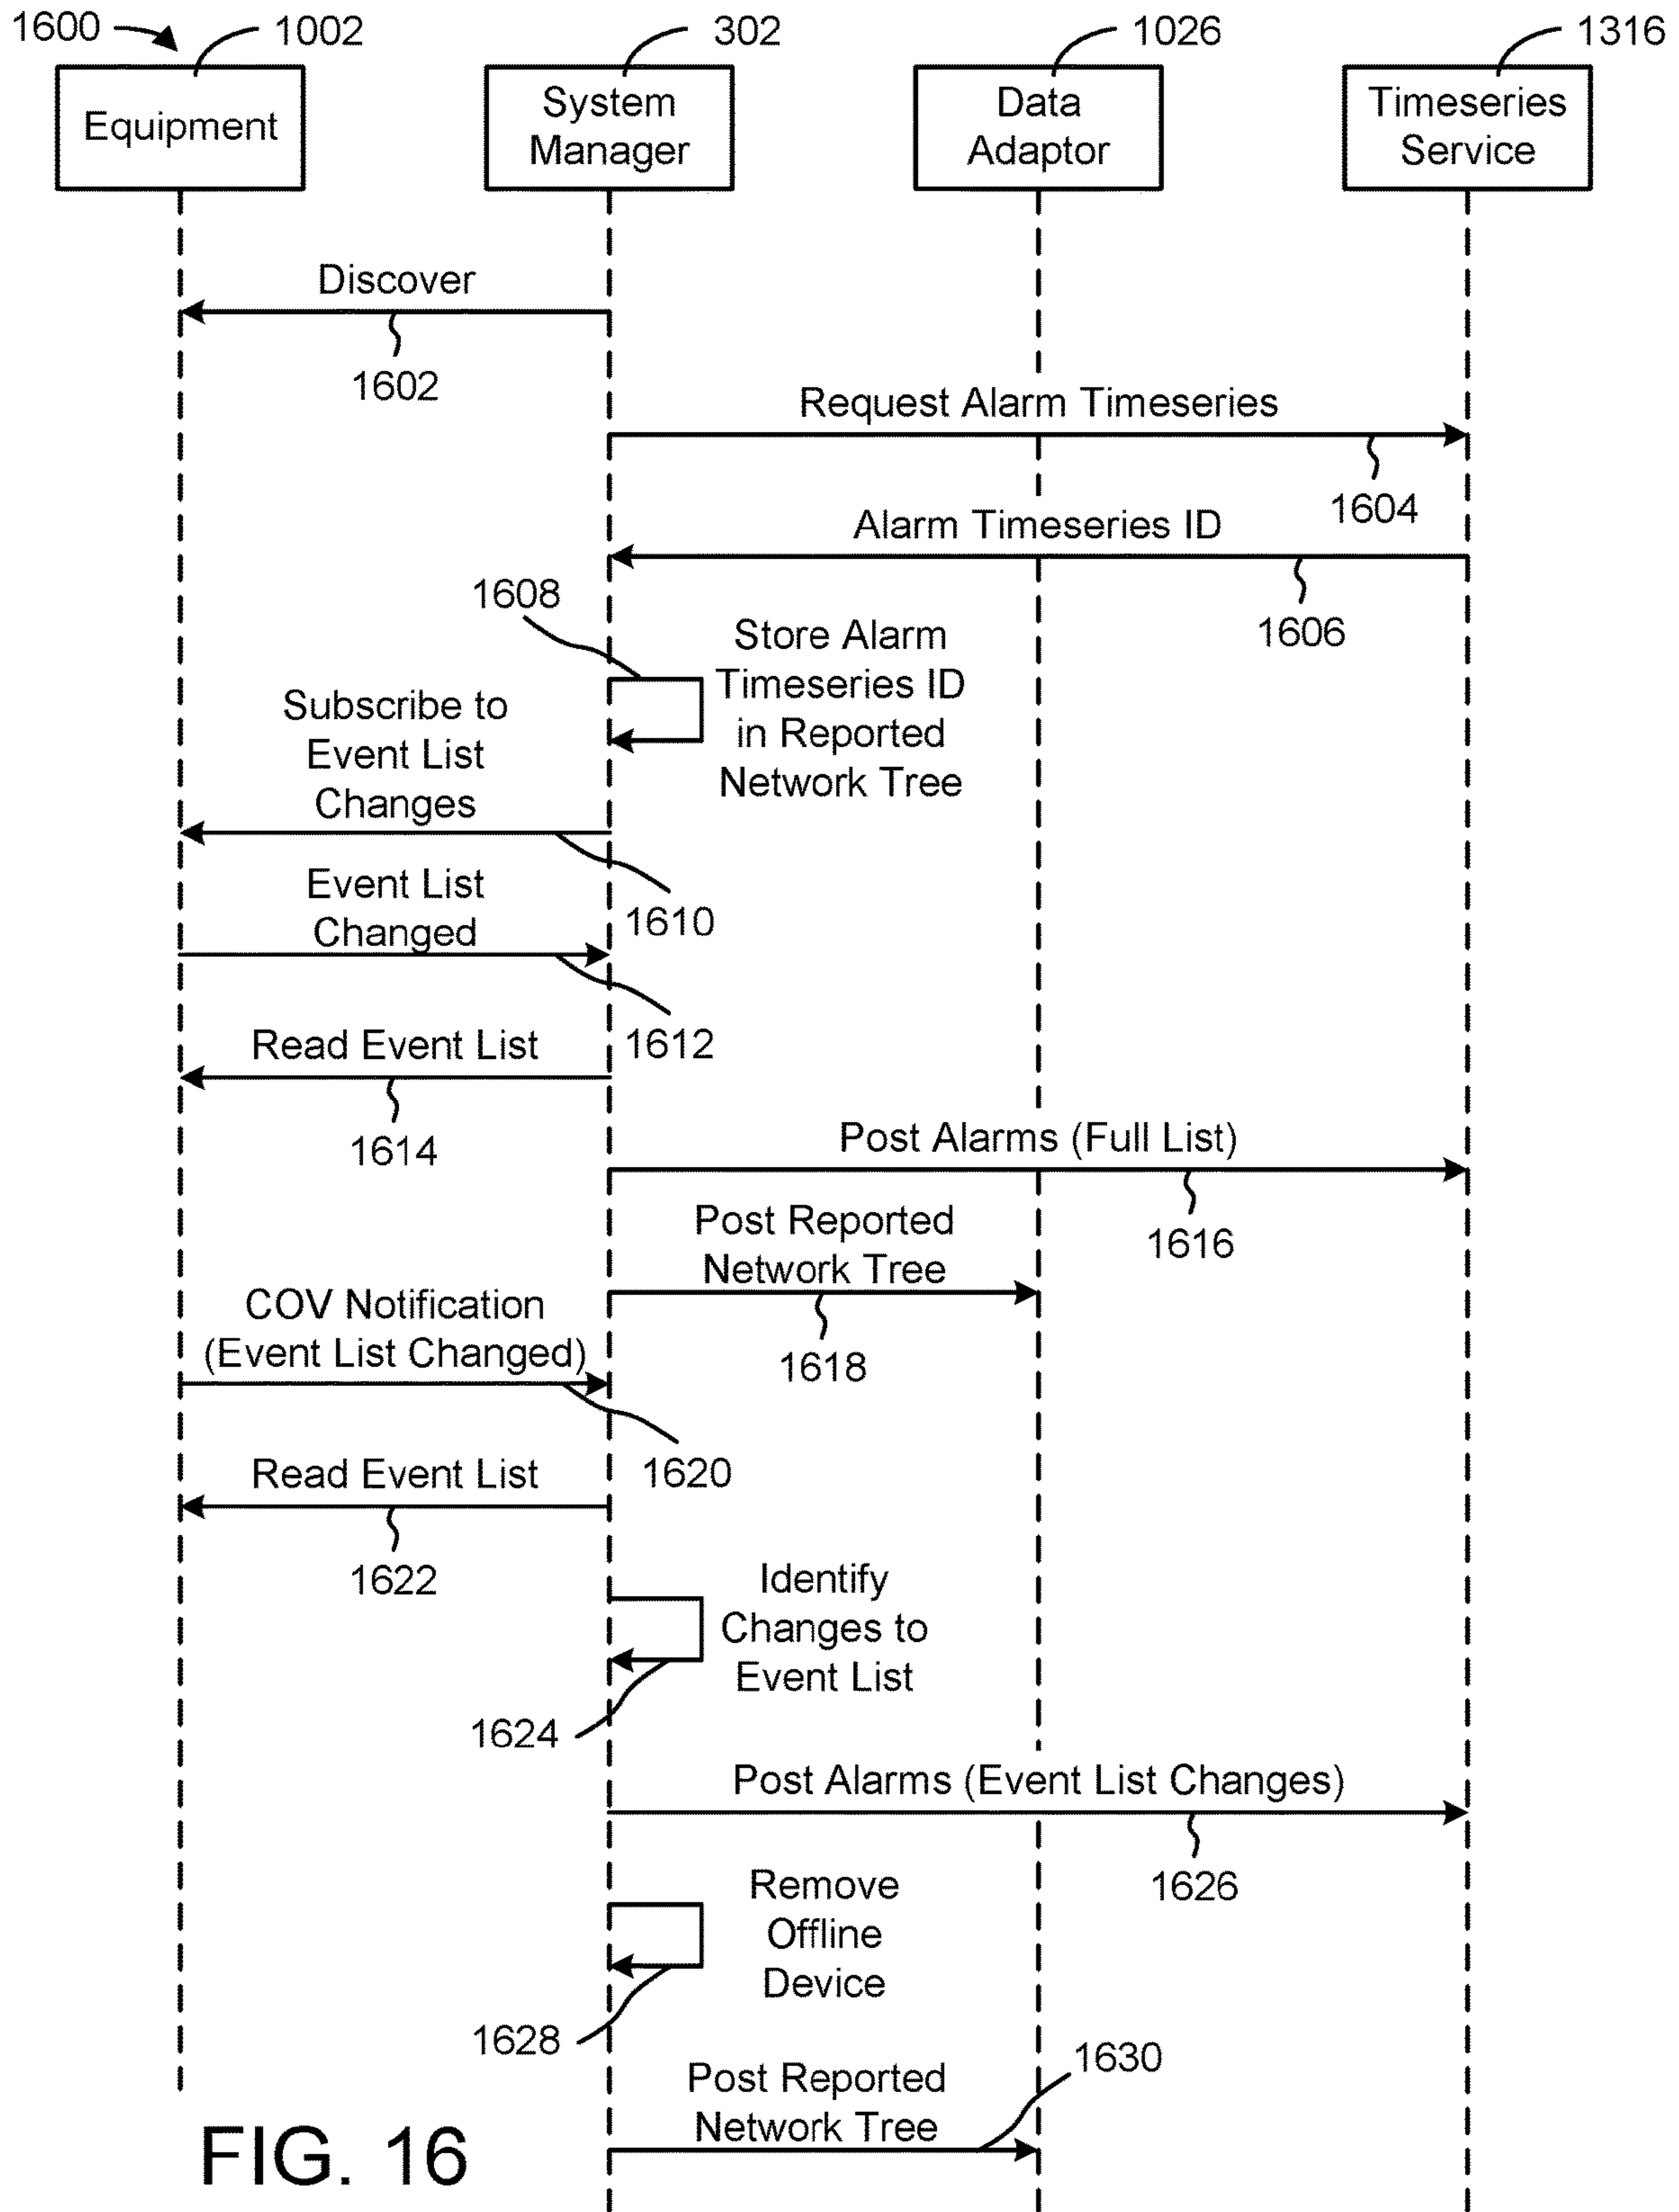 1600
1002
302
1026
1316
Equipment
System
Manager
Data
Adaptor
Timeseries
Service
Discover
1602
Request Alarm Timeseries
1604
Alarm Timeseries ID
1606
1608
Store Alarm
Timeseries ID
in Reported
Network Tree
Subscribe to
Event List
Changes
1610
Event List
Changed
1612
Read Event List
1614
Post Alarms (Full List)
1616
Post Reported
Network Tree
1618
COV Notification
(Event List Changed)
1620
Read Event List
1622
Identify
Changes to
Event List
1624
Post Alarms (Event List Changes)
1626
Remove
Offline
Device
1628
Post Reported
Network Tree
1630
FIG. 16